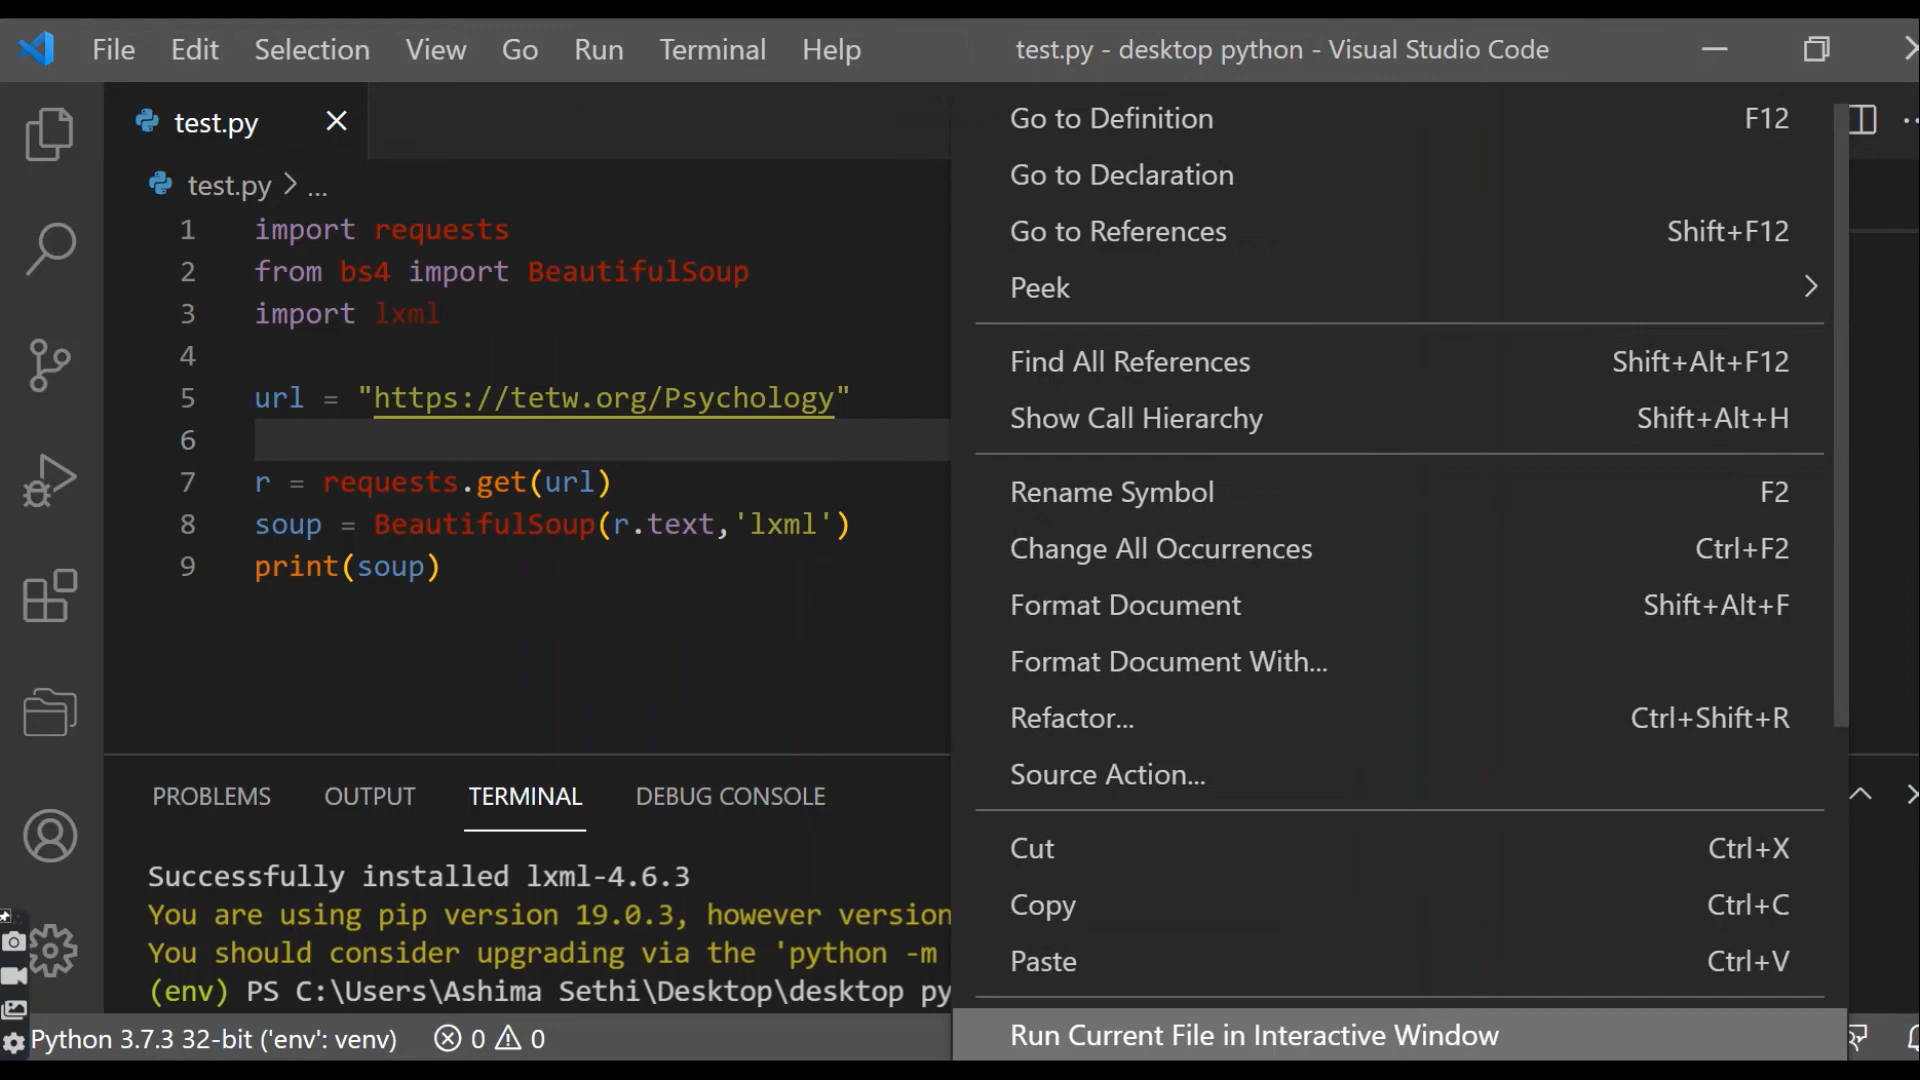 File Edit Selection View Go Run Terminal Help test.py - desktop python - Visual Studio Code
test.py
test.py > ...
1 import requests
2 from bs4 import BeautifulSoup
3 import lxml
4
5 url = "https://tetw.org/Psychology"
6
7 r = requests.get(url)
8 soup = BeautifulSoup(r.text,'lxml')
9 print(soup)
PROBLEMS OUTPUT TERMINAL DEBUG CONSOLE
Successfully installed lxml-4.6.3
You are using pip version 19.0.3, however version
You should consider upgrading via the 'python -m
(env) PS C:\Users\Ashima Sethi\Desktop\desktop py
Python 3.7.3 32-bit ('env': venv) 0 0
Go to Definition F12
Go to Declaration
Go to References Shift+F12
Peek
Find All References Shift+Alt+F12
Show Call Hierarchy Shift+Alt+H
Rename Symbol F2
Change All Occurrences Ctrl+F2
Format Document Shift+Alt+F
Format Document With...
Refactor... Ctrl+Shift+R
Source Action...
Cut Ctrl+X
Copy Ctrl+C
Paste Ctrl+V
Run Current File in Interactive Window